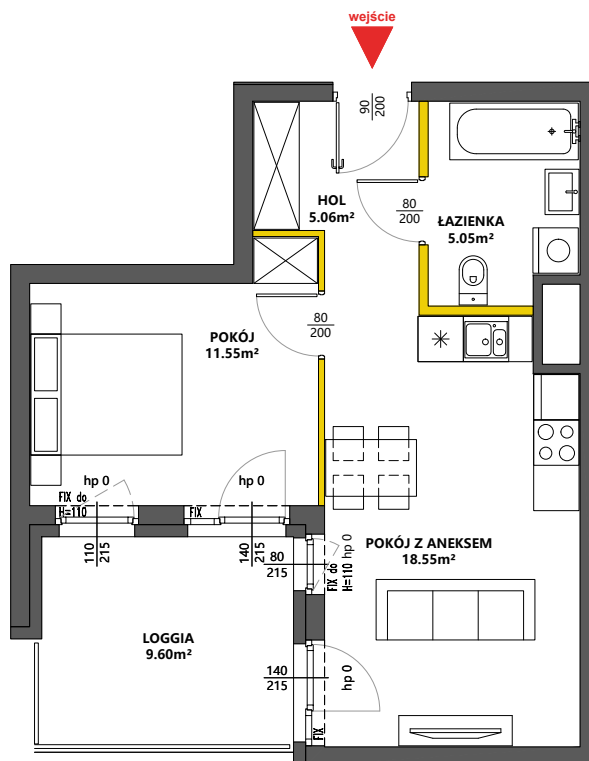 wejście
90
200
HOL
5.06m²
80
200
ŁAZIENKA
5.05m²
POKÓJ
11.55m²
80
200
hp 0
hp 0
FIX do
H=110
FIX
110
215
140
215
80
215
hp 0
FIX do
H=110
POKÓJ Z ANEKSEM
18.55m²
LOGGIA
9.60m²
140
215
hp 0
FIX